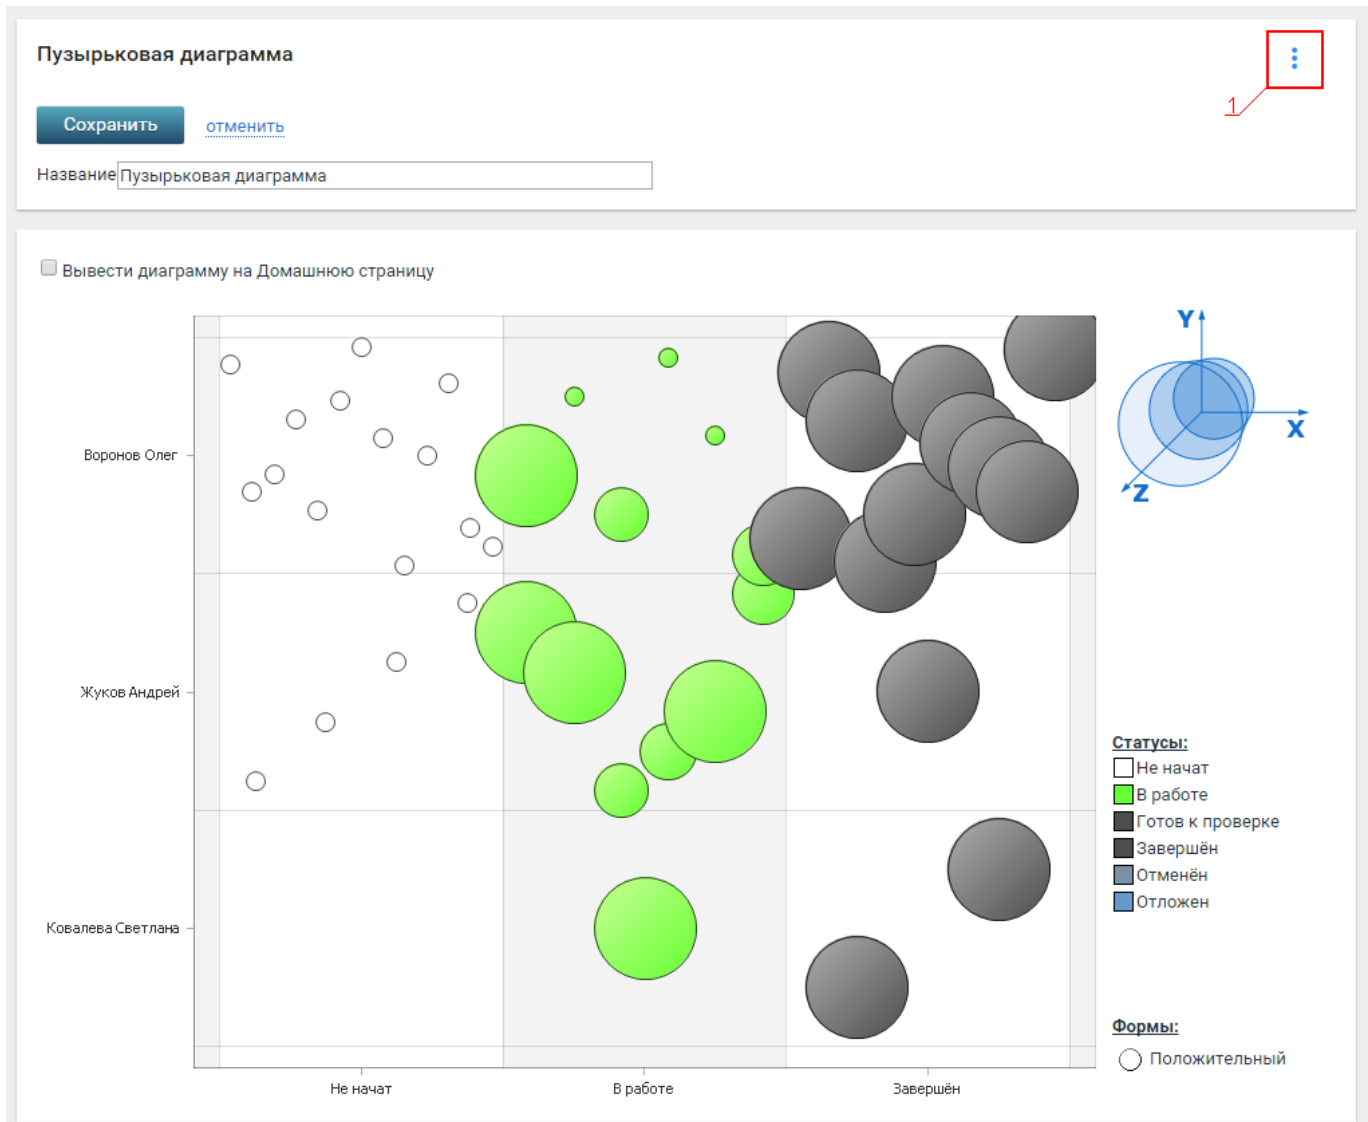 Пузырьковая диаграмма
1
Сохранить отменить
Название Пузырьковая диаграмма
Вывести диаграмму на Домашнюю страницу
Y
X
Z
Воронов Олег
Жуков Андрей
Ковалева Светлана
Не начат В работе Завершён
Статусы:
Не начат
В работе
Готов к проверке
Завершён
Отменён
Отложен
Формы:
Положительный